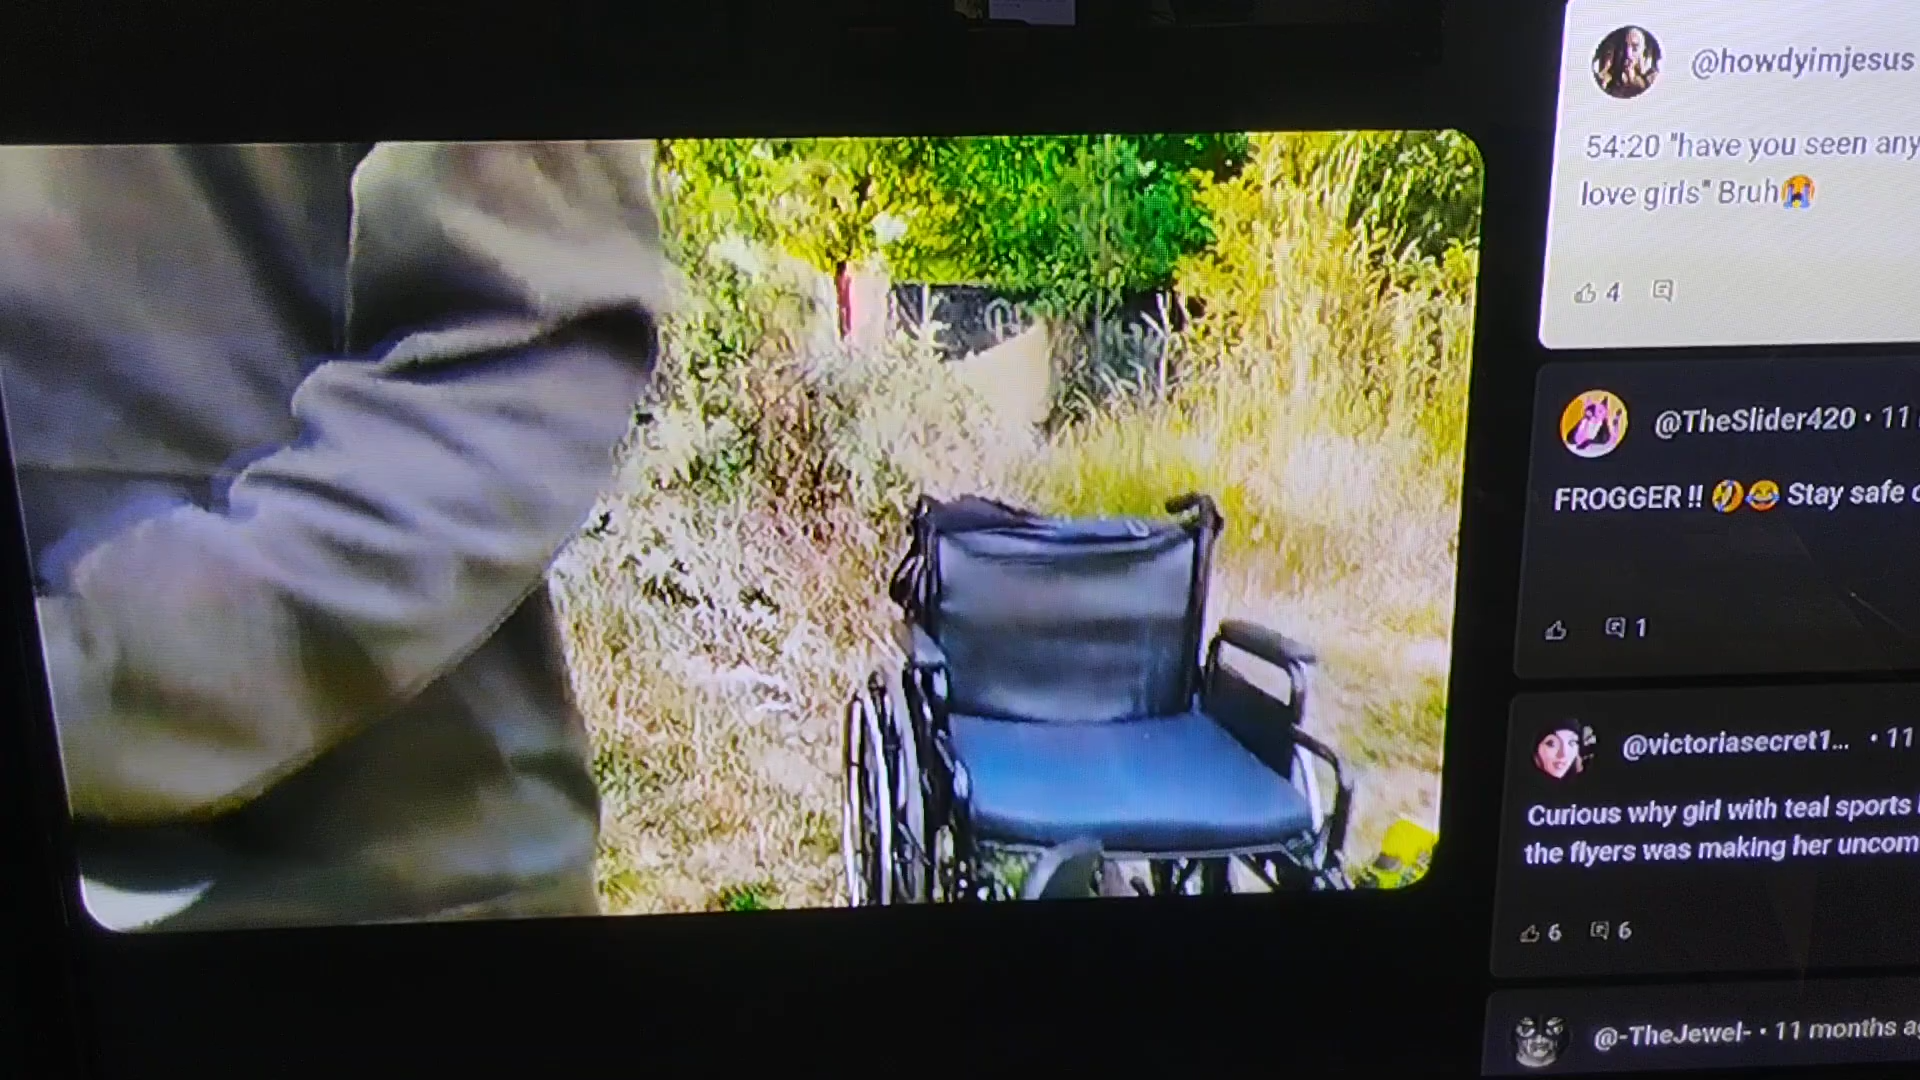 @howdyimjesus
54:20 "have you seen any
love girls" Bruh😭
4
@TheSlider420 • 11
FROGGER !! 🤣😂 Stay safe
1
@victoriasecret1... • 11
Curious why girl with teal sports
the flyers was making her uncom
6 6
@-TheJewel- • 11 months a